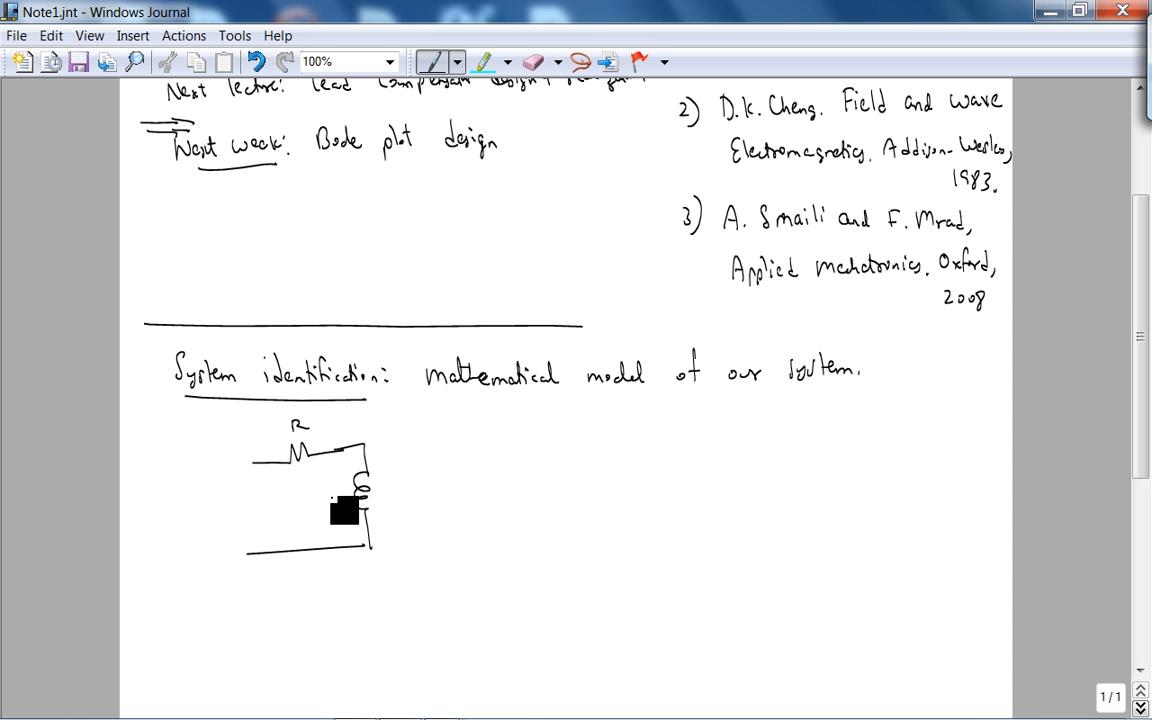 Note1.jnt - Windows Journal
File Edit View Insert Actions Tools Help
100%
Next lecture: Lead
Next week: Bode plot design
2) D.K. Cheng. Field and wave
Electromagnetics. Addison-Wesley,
1983.
3) A. Smaili and F. Mrad,
Applied mechatronics. Oxford,
2008
System identification: mathematical model of our system.
R
1 / 1